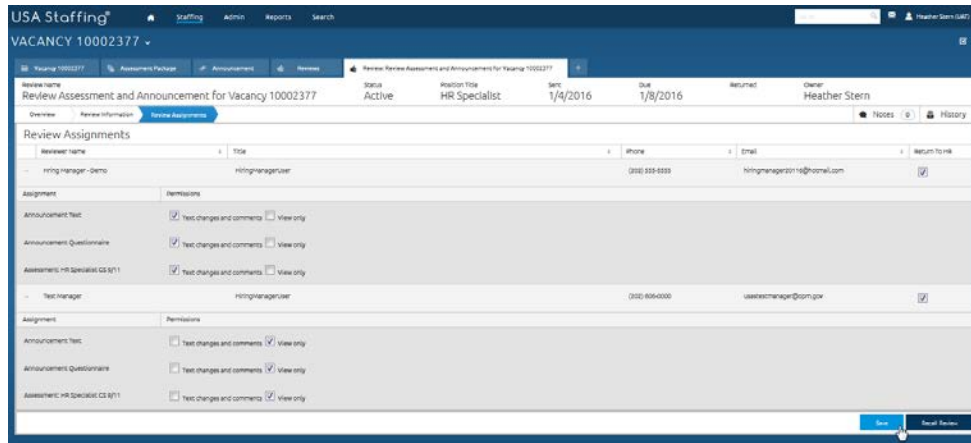 USA Staffing® Staffing Admin Reports Search Heather Stern (UAT)
VACANCY 10002377
Vacancy 10002377 Assessment Package Announcement Reviews Review: Review Assessment and Announcement for Vacancy 10002377 +
Review Name Status Position Title Sent Due Returned Owner
Review Assessment and Announcement for Vacancy 10002377 Active HR Specialist 1/4/2016 1/8/2016 Heather Stern
Overview Review Information Review Assignments Notes 0 History
Review Assignments
Reviewer Name Title Phone Email Return To HR
Hiring Manager - Demo HiringManagerUser (202) 555-5555 hiringmanager20116@hotmail.com
Assignment Permissions
Announcement Text Text changes and comments View only
Announcement Questionnaire Text changes and comments View only
Assessment: HR Specialist GS 9/11 Text changes and comments View only
Test Manager HiringManagerUser (202) 606-0000 usastestmanager@opm.gov
Assignment Permissions
Announcement Text Text changes and comments View only
Announcement Questionnaire Text changes and comments View only
Assessment: HR Specialist GS 9/11 Text changes and comments View only
Save Recall Review